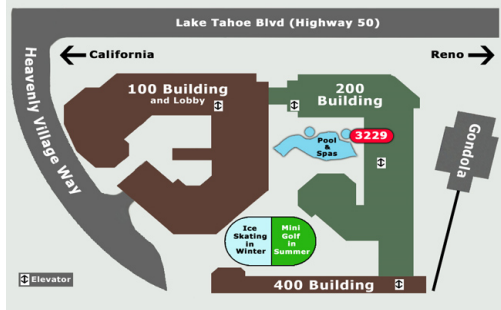 Lake Tahoe Blvd (Highway 50)
California
Reno
Heavenly Village Way
100 Building
and Lobby
200
Building
Pool
&
Spas
3229
Gondola
Ice
Skating
in
Winter
Mini
Golf
in
Summer
Elevator
400 Building